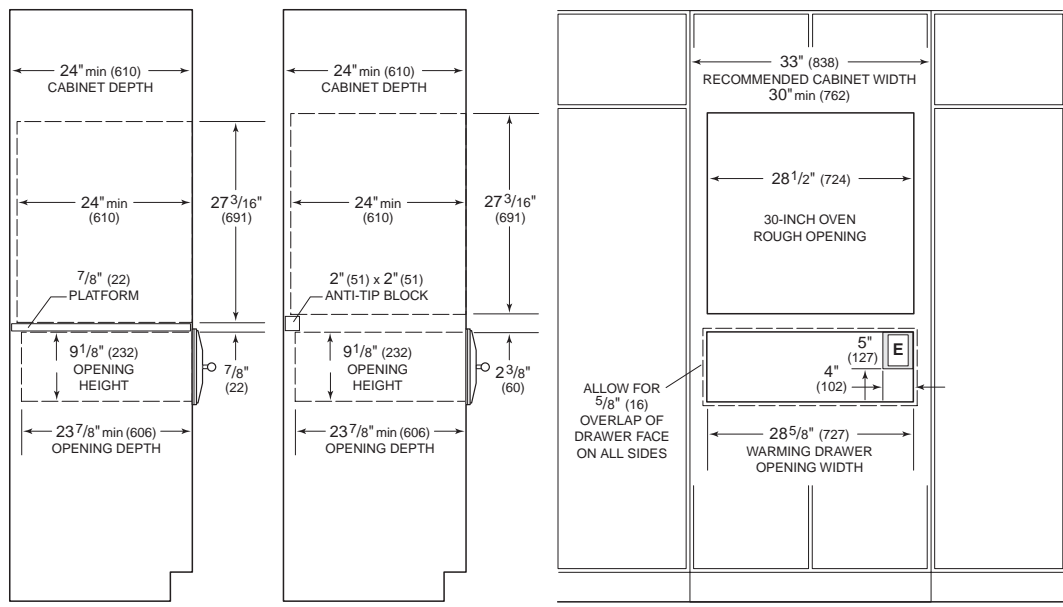 24" min (610)
CABINET DEPTH
24" min
(610)
27 3/16"
(691)
7/8" (22)
PLATFORM
9 1/8" (232)
OPENING
HEIGHT
7/8"
(22)
23 7/8" min (606)
OPENING DEPTH
24" min (610)
CABINET DEPTH
24" min
(610)
27 3/16"
(691)
2" (51) x 2" (51)
ANTI-TIP BLOCK
9 1/8" (232)
OPENING
HEIGHT
2 3/8"
(60)
23 7/8" min (606)
OPENING DEPTH
33" (838)
RECOMMENDED CABINET WIDTH
30" min (762)
28 1/2" (724)
30-INCH OVEN
ROUGH OPENING
5"
(127)
E
4"
(102)
ALLOW FOR
5/8" (16)
OVERLAP OF
DRAWER FACE
ON ALL SIDES
28 5/8" (727)
WARMING DRAWER
OPENING WIDTH